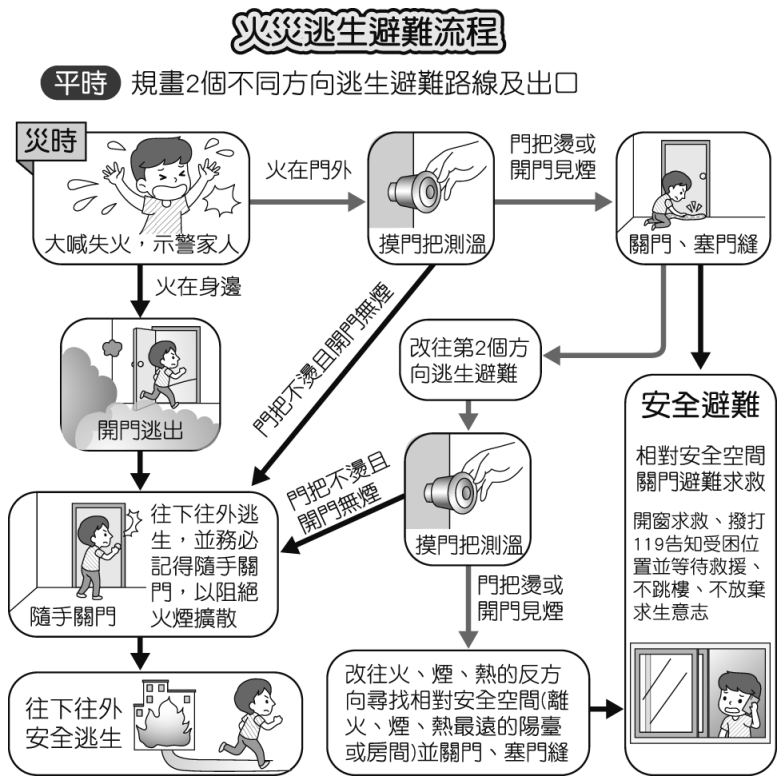 火災逃生避難流程
平時 規畫2個不同方向逃生避難路線及出口
災時
大喊失火，示警家人
火在門外
摸門把測溫
門把燙或
開門見煙
關門、塞門縫
火在身邊
開門逃出
門把不燙且開門無煙
改往第2個方
向逃生避難
門把不燙且
開門無煙
摸門把測溫
門把燙或
開門見煙
隨手關門
往下往外逃
生，並務必
記得隨手關
門，以阻絕
火煙擴散
往下往外
安全逃生
改往火、煙、熱的反方
向尋找相對安全空間(離
火、煙、熱最遠的陽臺
或房間)並關門、塞門縫
安全避難
相對安全空間
關門避難求救
開窗求救、撥打
119告知受困位
置並等待救援、
不跳樓、不放棄
求生意志